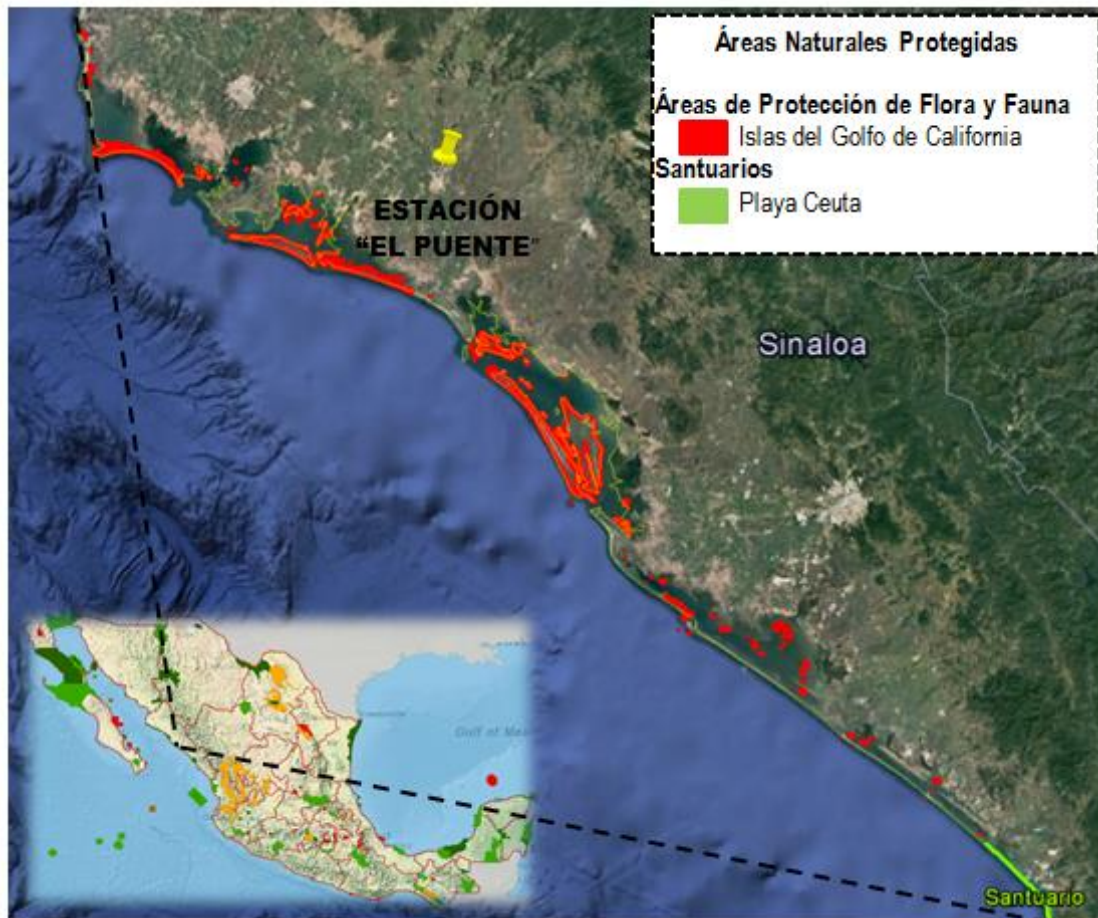 Áreas Naturales Protegidas
Áreas de Protección de Flora y Fauna
Islas del Golfo de California
Santuarios
Playa Ceuta
ESTACIÓN
“EL PUENTE”
Sinaloa
Gulf of
Santuario